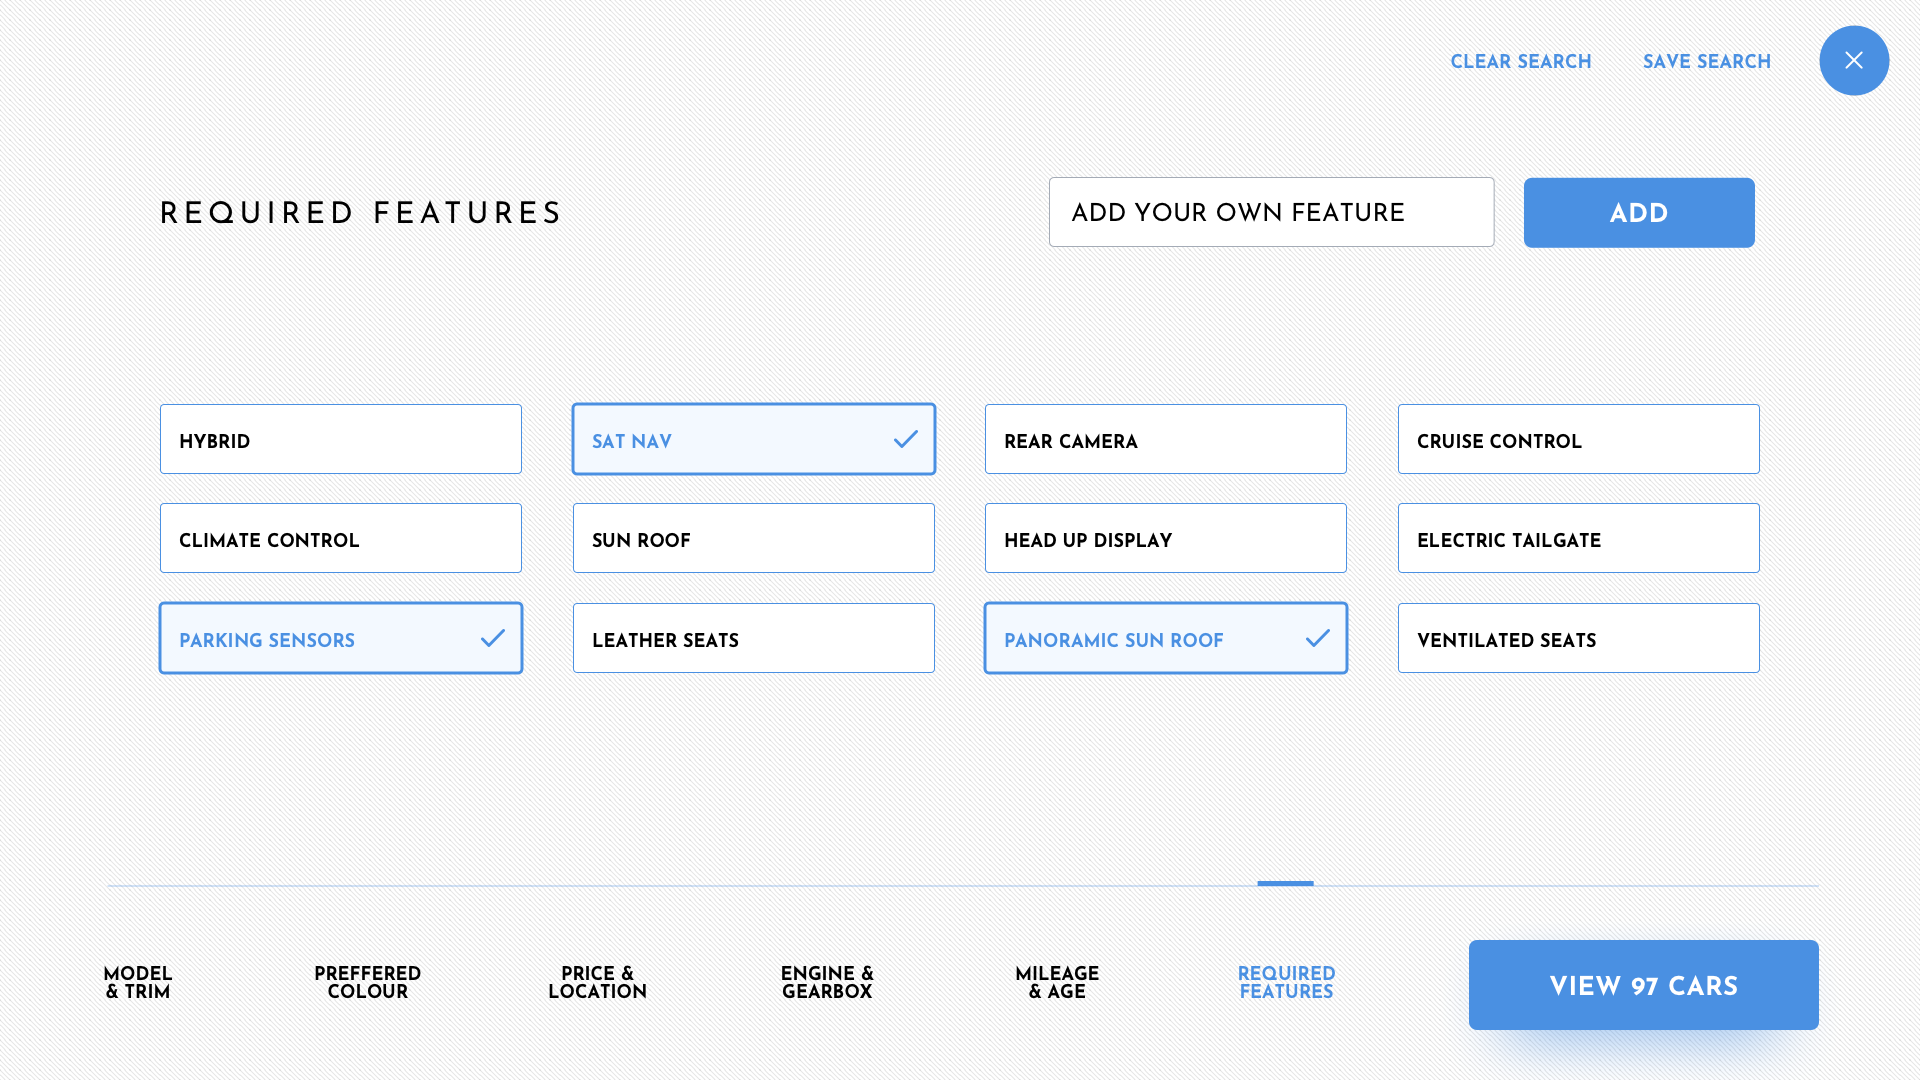 CLEAR SEARCH
SAVE SEARCH
REQUIRED FEATURES
ADD YOUR OWN FEATURE
ADD
HYBRID
SAT NAV
REAR CAMERA
CRUISE CONTROL
CLIMATE CONTROL
SUN ROOF
HEAD UP DISPLAY
ELECTRIC TAILGATE
PARKING SENSORS
LEATHER SEATS
PANORAMIC SUN ROOF
VENTILATED SEATS
MODEL
& TRIM
PREFFERED
COLOUR
PRICE &
LOCATION
ENGINE &
GEARBOX
MILEAGE
& AGE
REQUIRED
FEATURES
VIEW 97 CARS